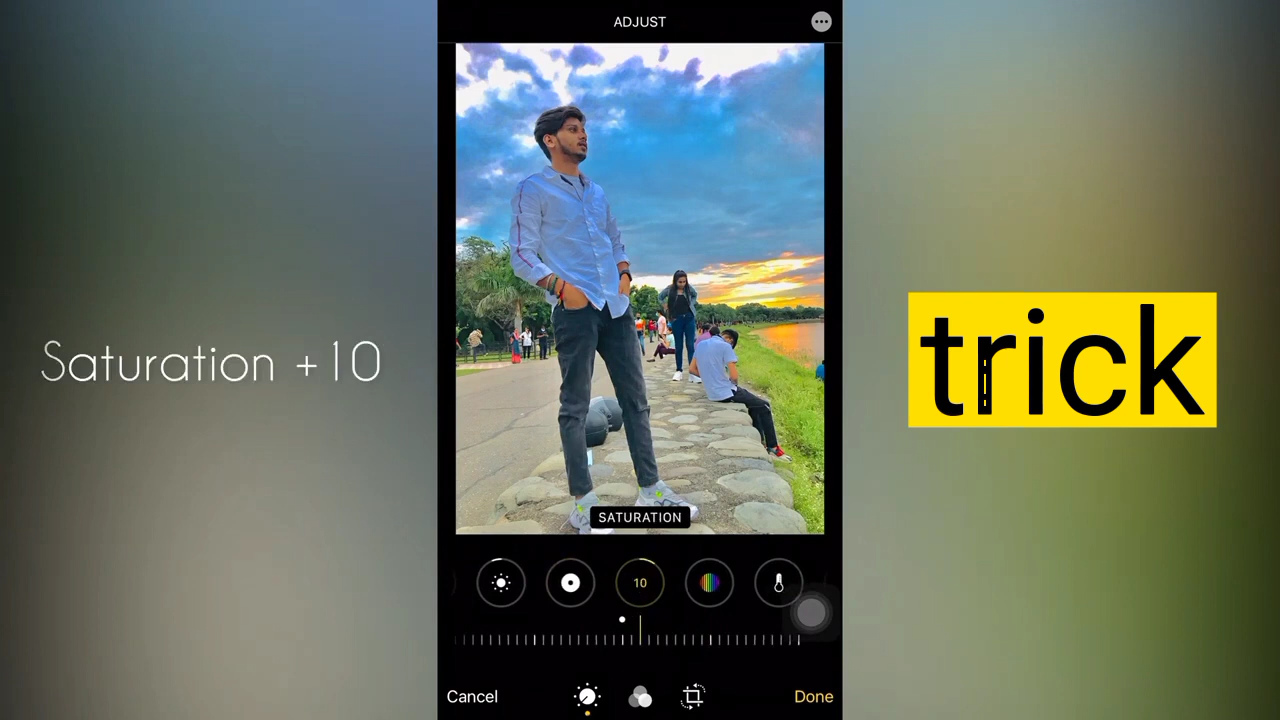 ADJUST
Saturation +10
trick
SATURATION
10
Cancel
Done